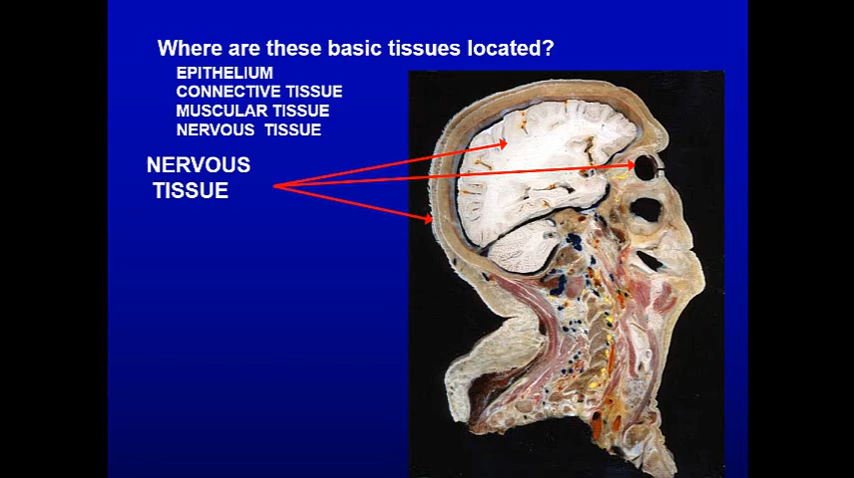 Where are these basic tissues located?
EPITHELIUM
CONNECTIVE TISSUE
MUSCULAR TISSUE
NERVOUS TISSUE
NERVOUS
TISSUE